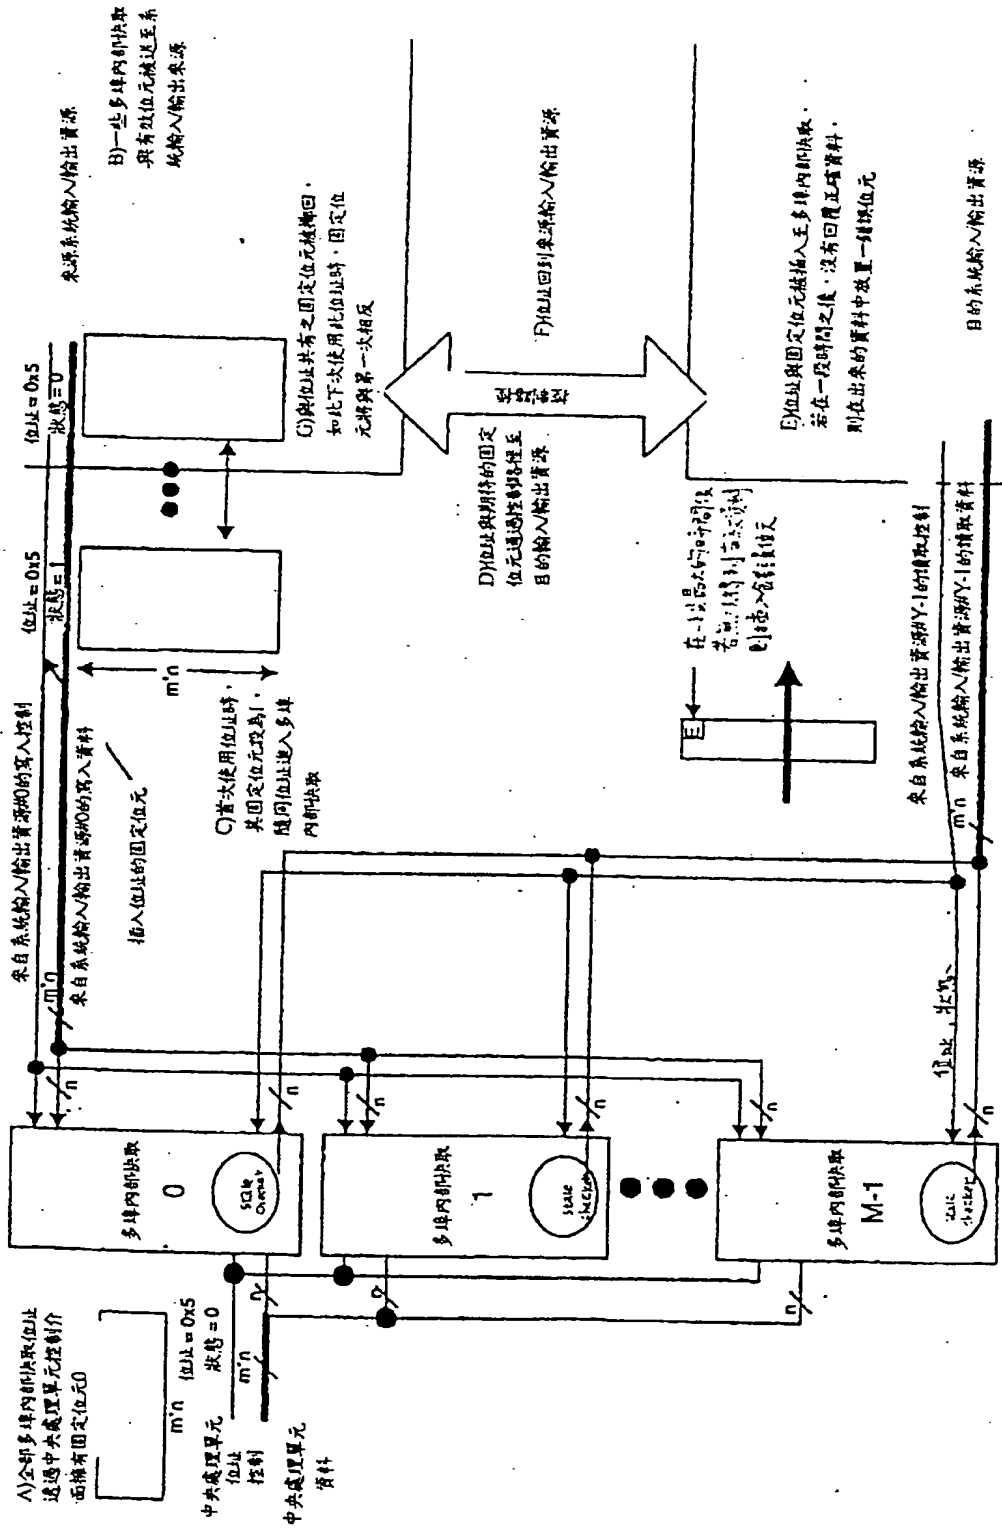 A)全部多埠內部快取位址
透過中央處理單元控制介
面擁有固定位元0
m*n
位址=0x5
狀態=0
中央處理單元
位址
控制
m*n
中央處理單元
資料
n
n
n
多埠內部快取
0
多埠內部快取
1
state
checker
多埠內部快取
M-1
n
n
n
n
n
n
來自系統輸入/輸出資源#0的寫入控制
m*n
來自系統輸入/輸出資源#0的寫入資料
插入位址的固定位元
位址,狀態
C)首次使用位址時,
其固定位元設為1,
隨同位址進入多埠
內部快取
m*n
位址=0x5
狀態=1
位址=0x5
狀態=0
來源系統輸入/輸出資源
B)一些多埠內部快取
與有效位元被送至系
統輸入/輸出來源
G)與位址共有之固定位元被擲回,
如此下次使用此位址時,固定位
元將與第一次相反
D)位址與期待的固定
位元通過控制路徑至
目的輸入/輸出資源
F)位址回到來源輸入/輸出資源
E
E)位址與固定位元被插入至多埠內部快取,
若在一段時間之後,沒有回覆正確資料,
則在出來的資料中放置一錯誤位元
來自系統輸入/輸出資源#Y-1的讀取控制
m*n
來自系統輸入/輸出資源#Y-1的讀取資料
目的系統輸入/輸出資源